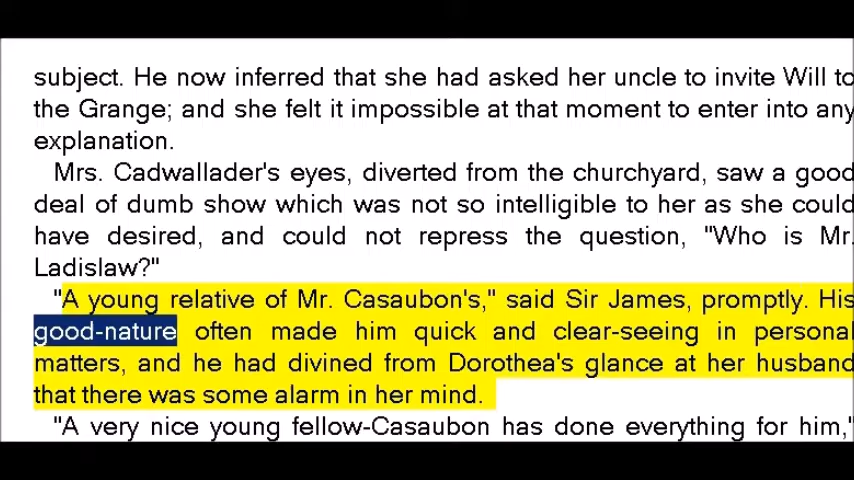 subject. He now inferred that she had asked her uncle to invite Will to
the Grange; and she felt it impossible at that moment to enter into any
explanation.
Mrs. Cadwallader's eyes, diverted from the churchyard, saw a good
deal of dumb show which was not so intelligible to her as she could
have desired, and could not repress the question, "Who is Mr.
Ladislaw?"
"A young relative of Mr. Casaubon's," said Sir James, promptly. His
good-nature often made him quick and clear-seeing in personal
matters, and he had divined from Dorothea's glance at her husband
that there was some alarm in her mind.
"A very nice young fellow-Casaubon has done everything for him,"